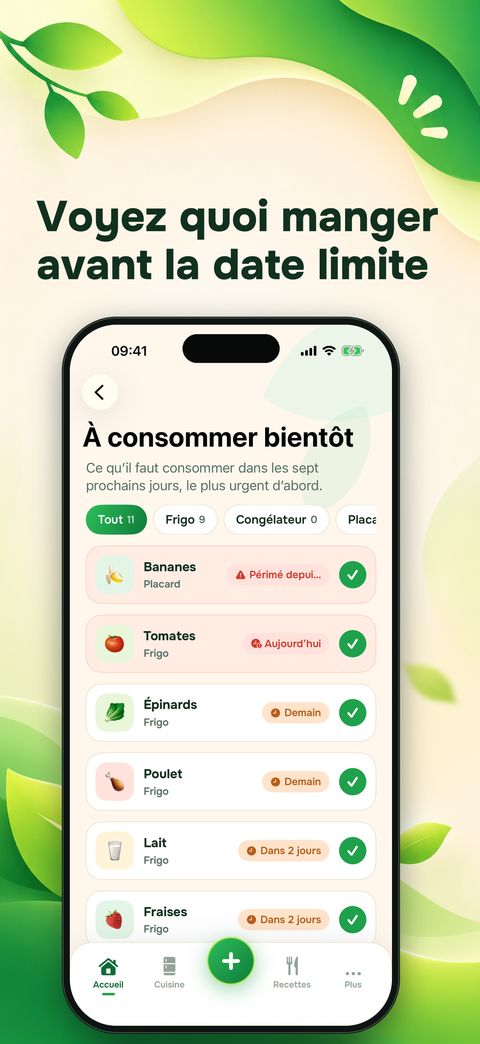 Voyez quoi manger
avant la date limite
09:41
À consommer bientôt
Ce qu’il faut consommer dans les sept
prochains jours, le plus urgent d’abord.
Tout 11 Frigo 9 Congélateur 0 Placa
Bananes
Placard
Périmé depui...
Tomates
Frigo
Aujourd’hui
Épinards
Frigo
Demain
Poulet
Frigo
Demain
Lait
Frigo
Dans 2 jours
Fraises
Frigo
Dans 2 jours
Accueil Cuisine Recettes Plus